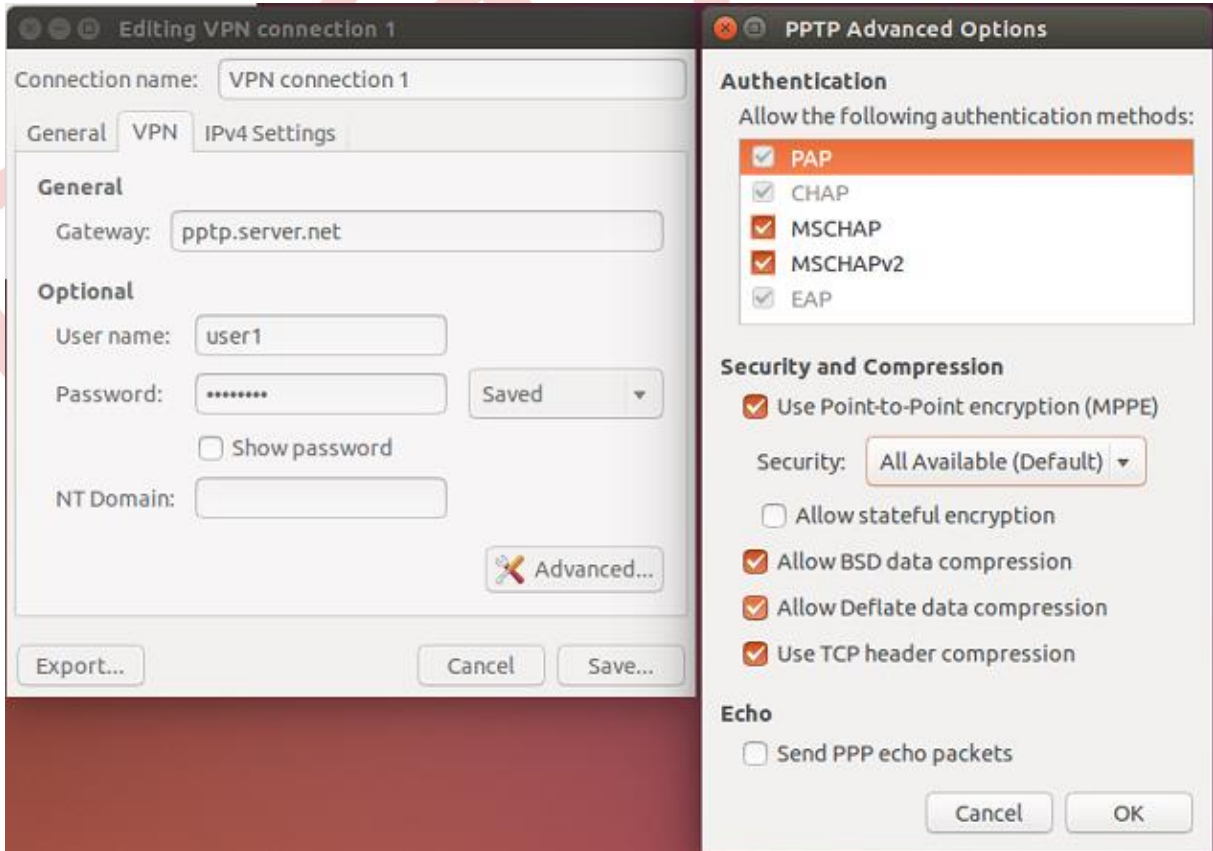 Editing VPN connection 1
Connection name: VPN connection 1
General VPN IPv4 Settings
General
Gateway: pptp.server.net
Optional
User name: user1
Password: •••••••• Saved
Show password
NT Domain:
Advanced...
Export... Cancel Save...
PPTP Advanced Options
Authentication
Allow the following authentication methods:
PAP
CHAP
MSCHAP
MSCHAPv2
EAP
Security and Compression
Use Point-to-Point encryption (MPPE)
Security: All Available (Default)
Allow stateful encryption
Allow BSD data compression
Allow Deflate data compression
Use TCP header compression
Echo
Send PPP echo packets
Cancel OK